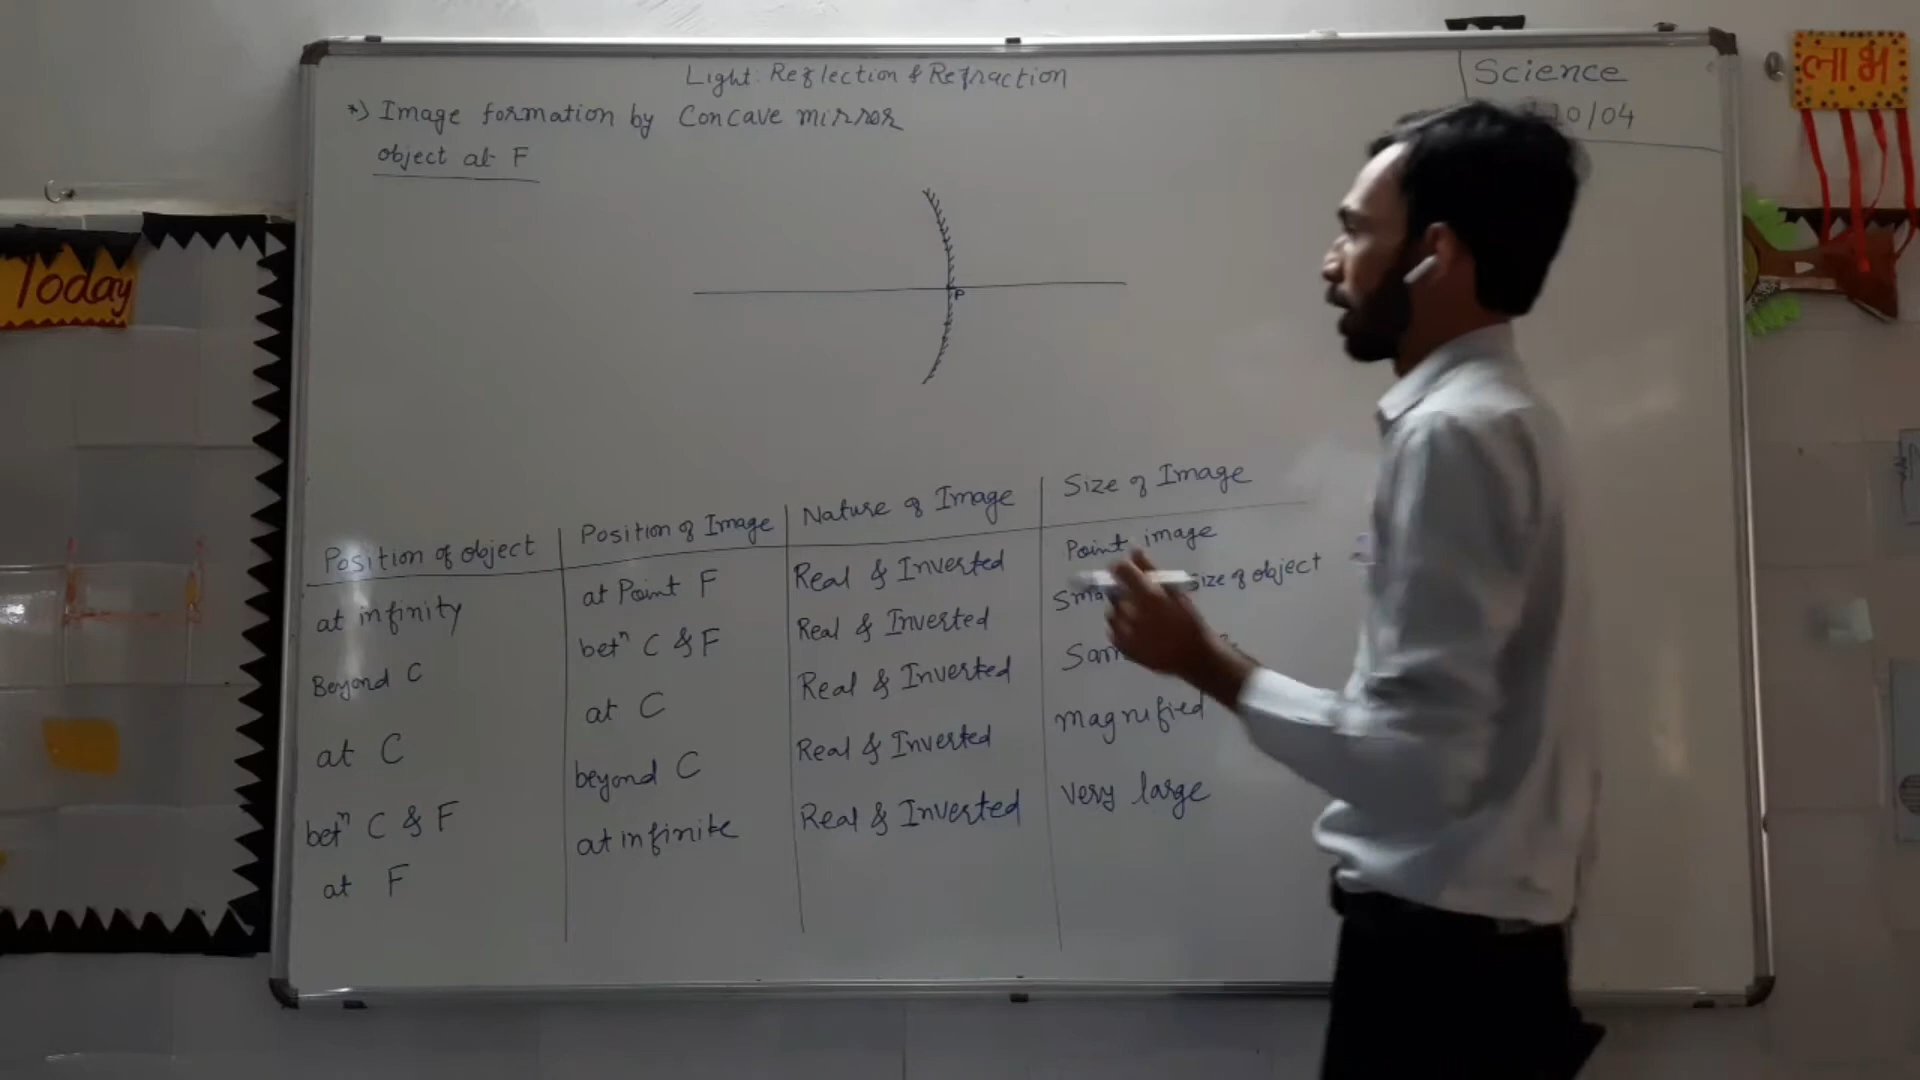 Light: Reflection & Refraction
Science
10/04
*) Image formation by Concave mirror
object at F
P
Position of object
Position of Image
Nature of Image
Size of Image
at infinity
at Point F
Real & Inverted
Point image
Beyond C
betⁿ C & F
Real & Inverted
size of object
at C
at C
Real & Inverted
betⁿ C & F
beyond C
Real & Inverted
magnified
at F
at infinite
Real & Inverted
very large
Today
लाभ